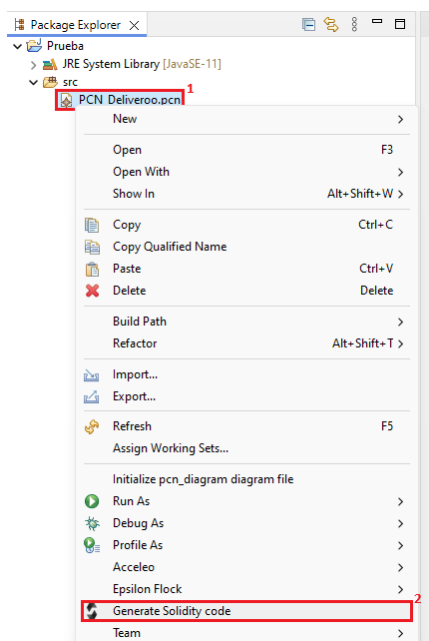 Package Explorer
Prueba
JRE System Library [JavaSE-11]
src
PCN_Deliveroo.pcn 1
New
Open F3
Open With
Show In Alt+Shift+W
Copy Ctrl+C
Copy Qualified Name
Paste Ctrl+V
Delete Delete
Build Path
Refactor Alt+Shift+T
Import...
Export...
Refresh F5
Assign Working Sets...
Initialize pcn_diagram diagram file
Run As
Debug As
Profile As
Acceleo
Epsilon Flock
Generate Solidity code 2
Team